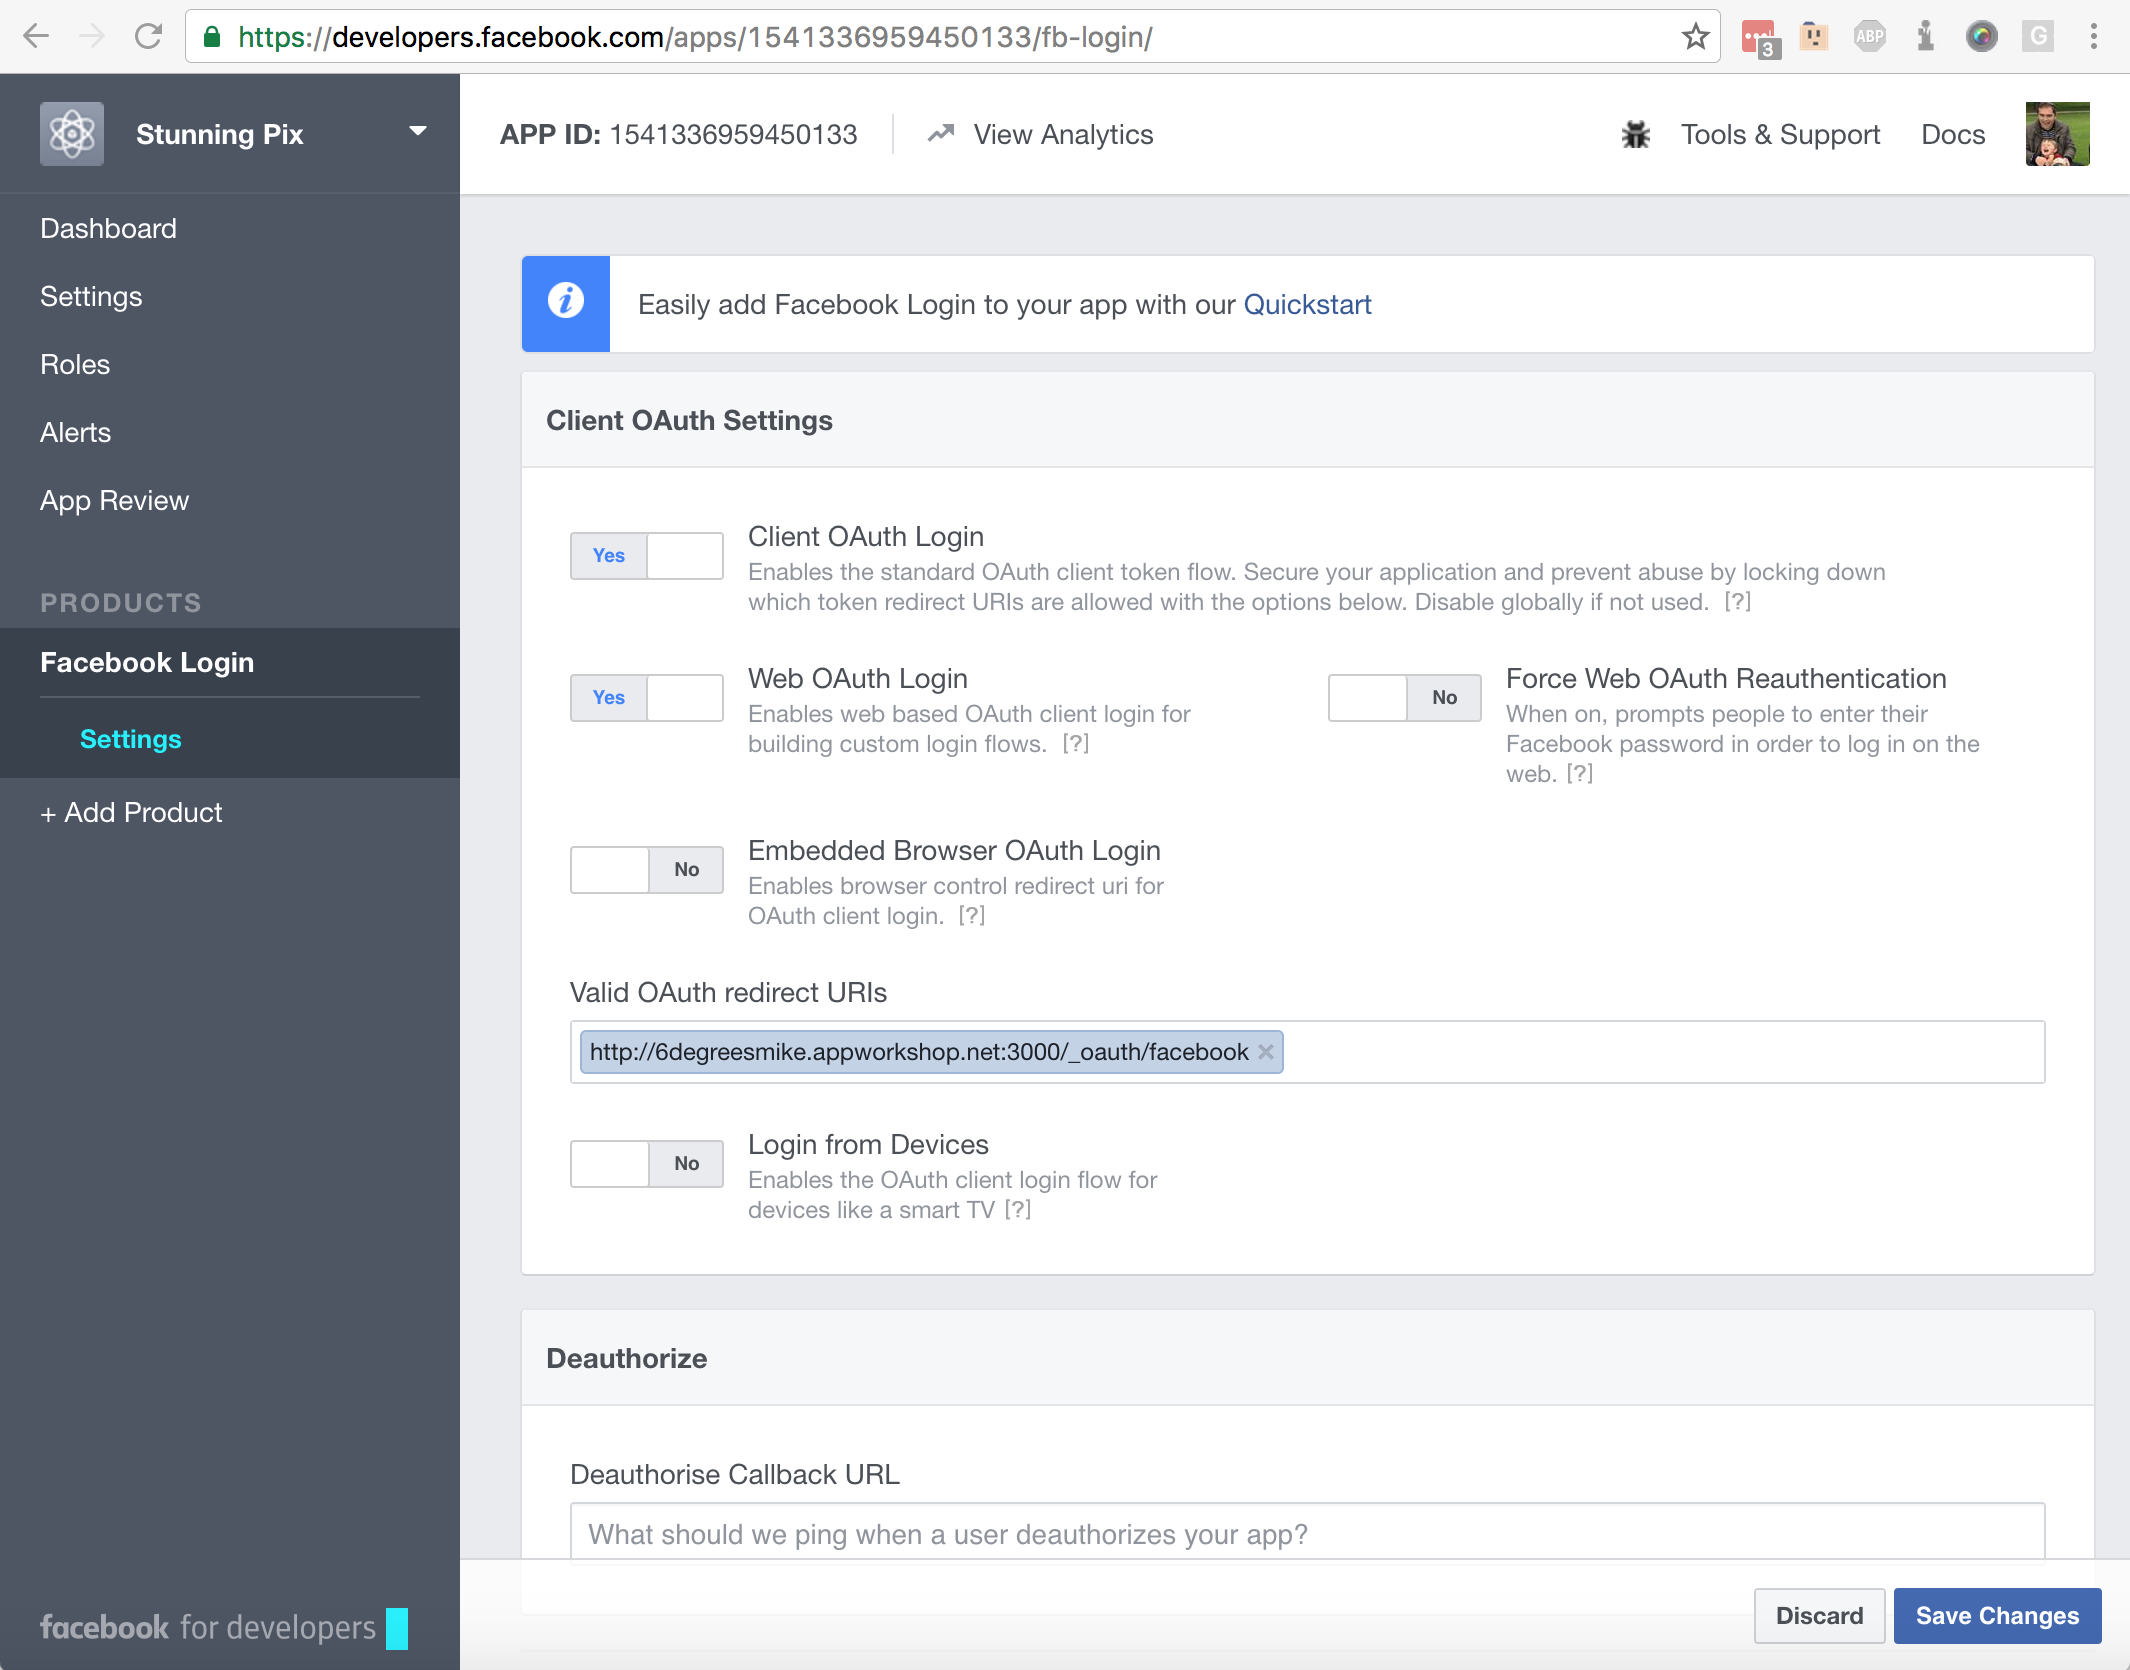 https://developers.facebook.com/apps/1541336959450133/fb-login/
3
ABP
G
Stunning Pix
APP ID: 1541336959450133
View Analytics
Tools & Support
Docs
Dashboard
Settings
Roles
Alerts
App Review
PRODUCTS
Facebook Login
Settings
+ Add Product
facebook for developers
Easily add Facebook Login to your app with our Quickstart
Client OAuth Settings
Yes
Client OAuth Login
Enables the standard OAuth client token flow. Secure your application and prevent abuse by locking down
which token redirect URIs are allowed with the options below. Disable globally if not used. [?]
Yes
Web OAuth Login
Enables web based OAuth client login for
building custom login flows. [?]
No
Force Web OAuth Reauthentication
When on, prompts people to enter their
Facebook password in order to log in on the
web. [?]
No
Embedded Browser OAuth Login
Enables browser control redirect uri for
OAuth client login. [?]
Valid OAuth redirect URIs
http://6degreesmike.appworkshop.net:3000/_oauth/facebook
No
Login from Devices
Enables the OAuth client login flow for
devices like a smart TV [?]
Deauthorize
Deauthorise Callback URL
What should we ping when a user deauthorizes your app?
Discard
Save Changes